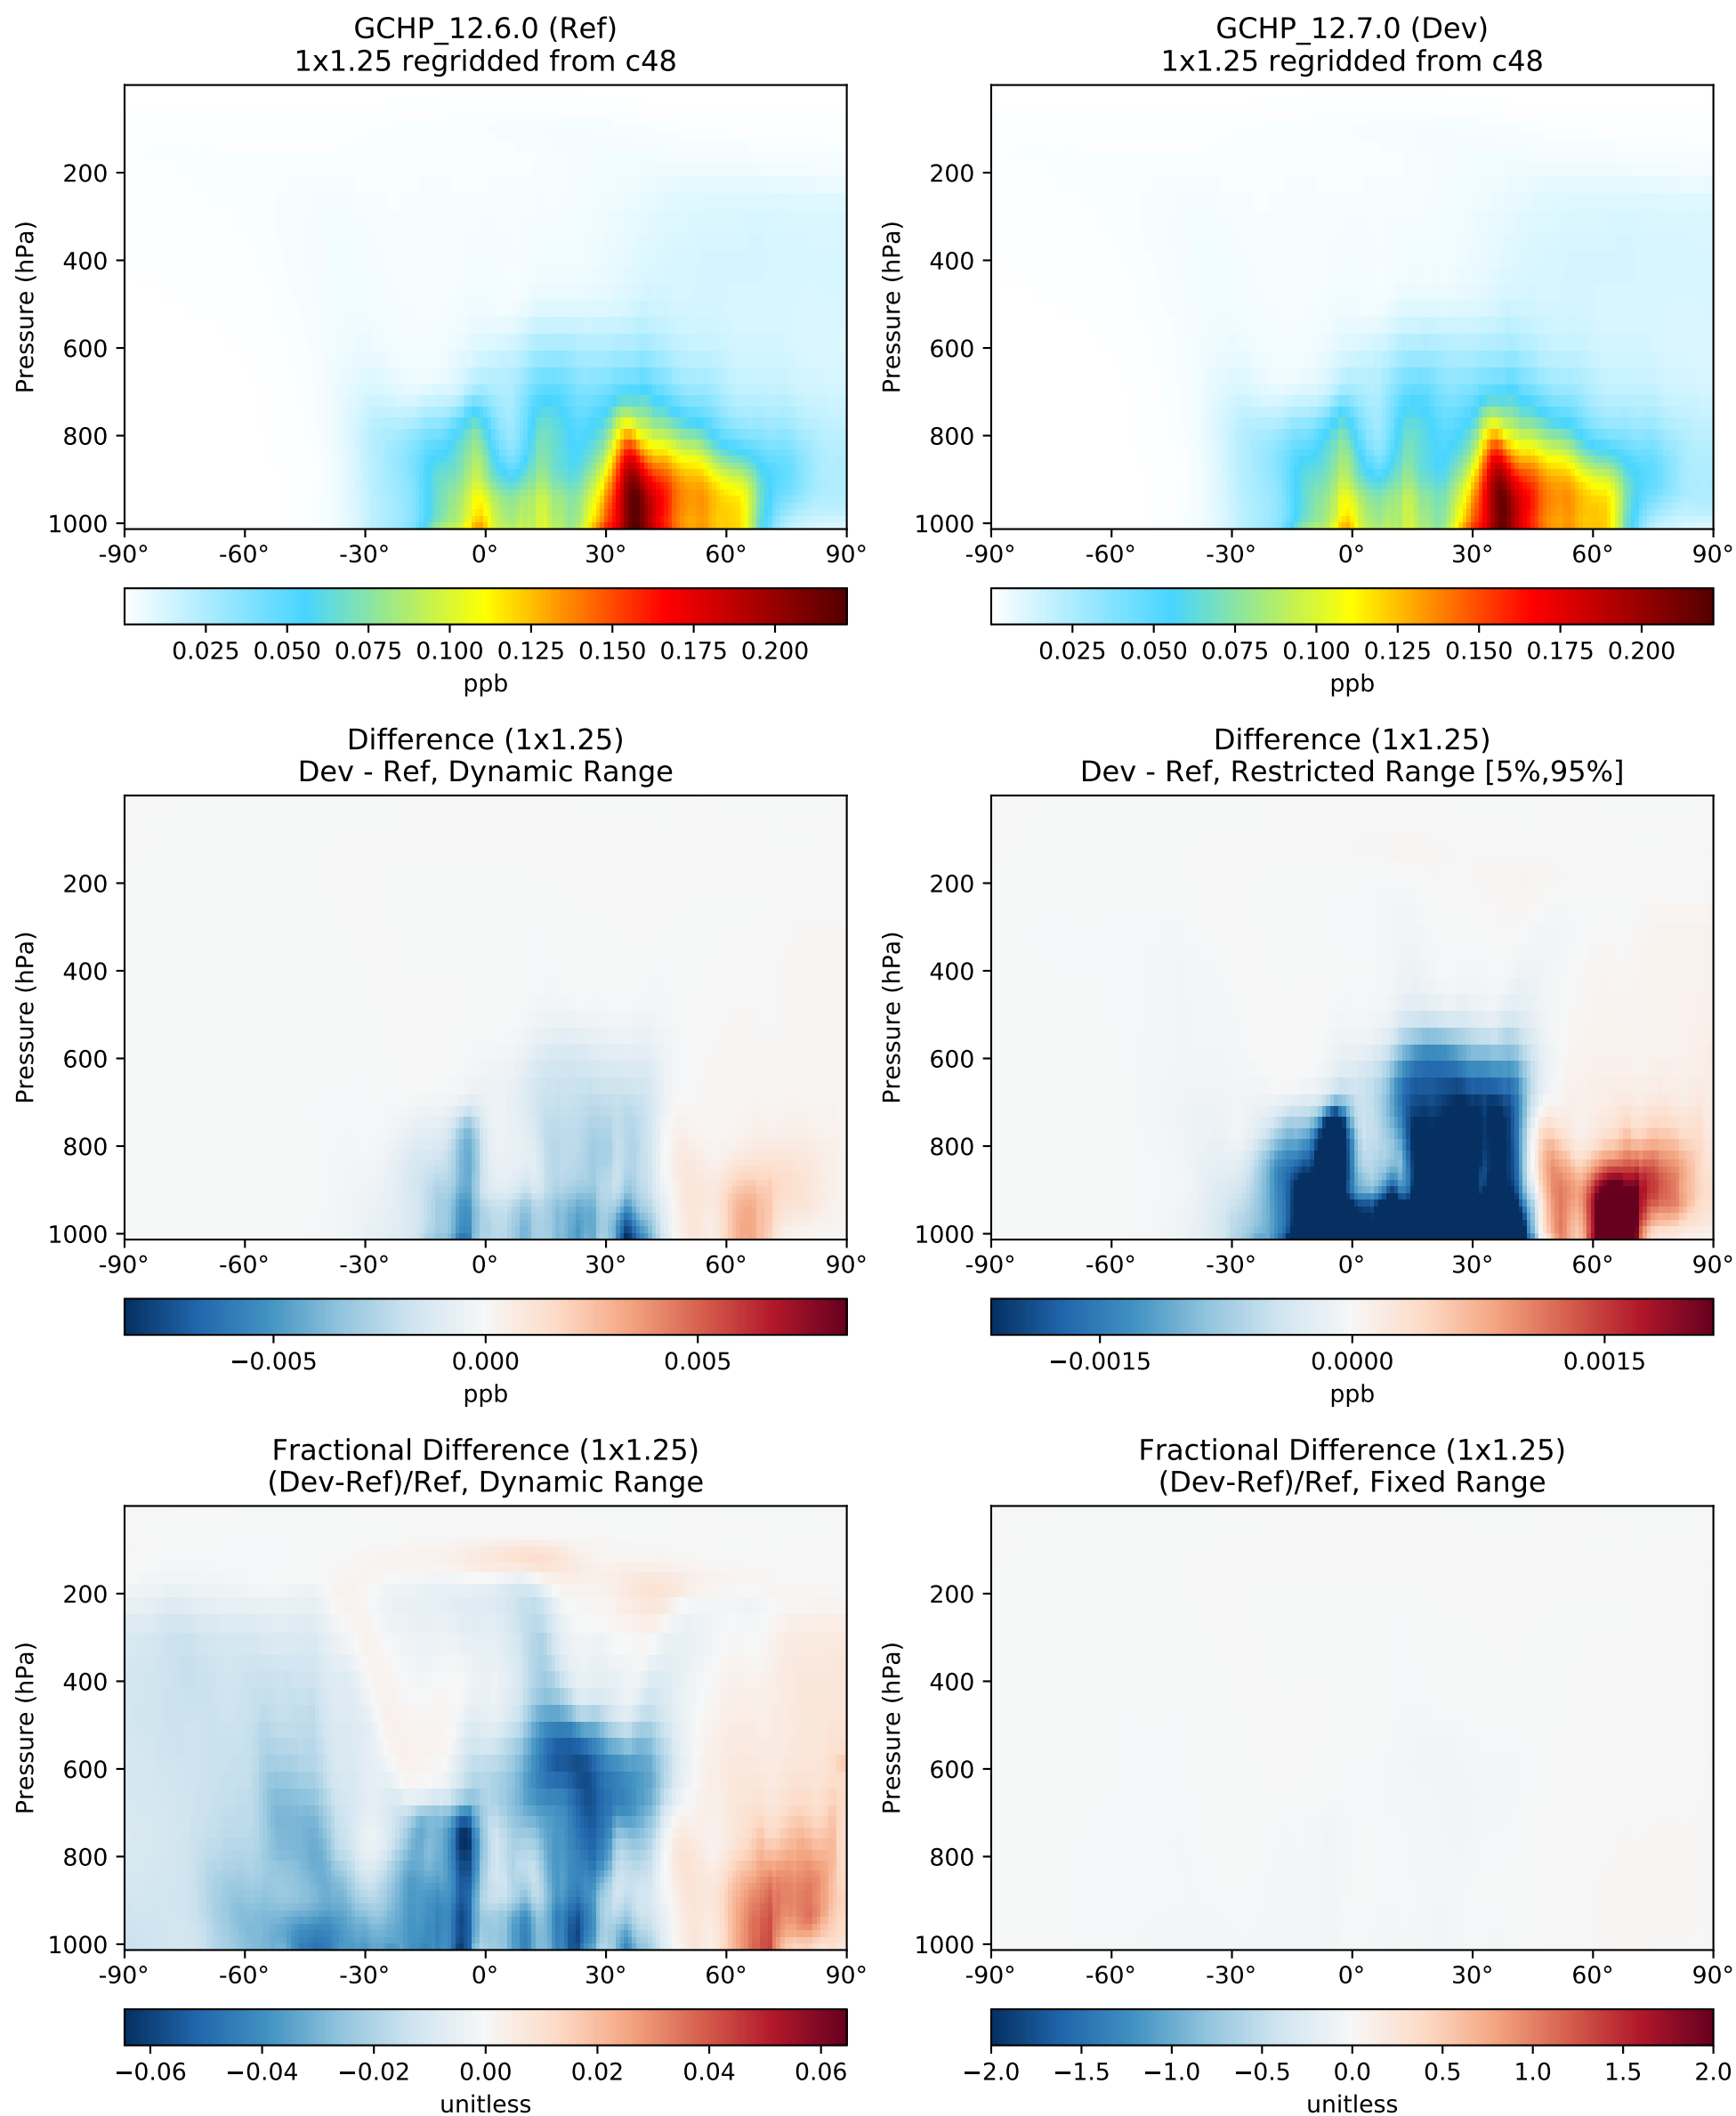 GCHP_12.6.0 (Ref)
1x1.25 regridded from c48
Pressure (hPa)
200
400
600
800
1000
-90° -60° -30° 0° 30° 60° 90°
0.025 0.050 0.075 0.100 0.125 0.150 0.175 0.200
ppb
GCHP_12.7.0 (Dev)
1x1.25 regridded from c48
Pressure (hPa)
200
400
600
800
1000
-90° -60° -30° 0° 30° 60° 90°
0.025 0.050 0.075 0.100 0.125 0.150 0.175 0.200
ppb
Difference (1x1.25)
Dev - Ref, Dynamic Range
Pressure (hPa)
200
400
600
800
1000
-90° -60° -30° 0° 30° 60° 90°
−0.005 0.000 0.005
ppb
Difference (1x1.25)
Dev - Ref, Restricted Range [5%,95%]
Pressure (hPa)
200
400
600
800
1000
-90° -60° -30° 0° 30° 60° 90°
−0.0015 0.0000 0.0015
ppb
Fractional Difference (1x1.25)
(Dev-Ref)/Ref, Dynamic Range
Pressure (hPa)
200
400
600
800
1000
-90° -60° -30° 0° 30° 60° 90°
−0.06 −0.04 −0.02 0.00 0.02 0.04 0.06
unitless
Fractional Difference (1x1.25)
(Dev-Ref)/Ref, Fixed Range
Pressure (hPa)
200
400
600
800
1000
-90° -60° -30° 0° 30° 60° 90°
−2.0 −1.5 −1.0 −0.5 0.0 0.5 1.0 1.5 2.0
unitless